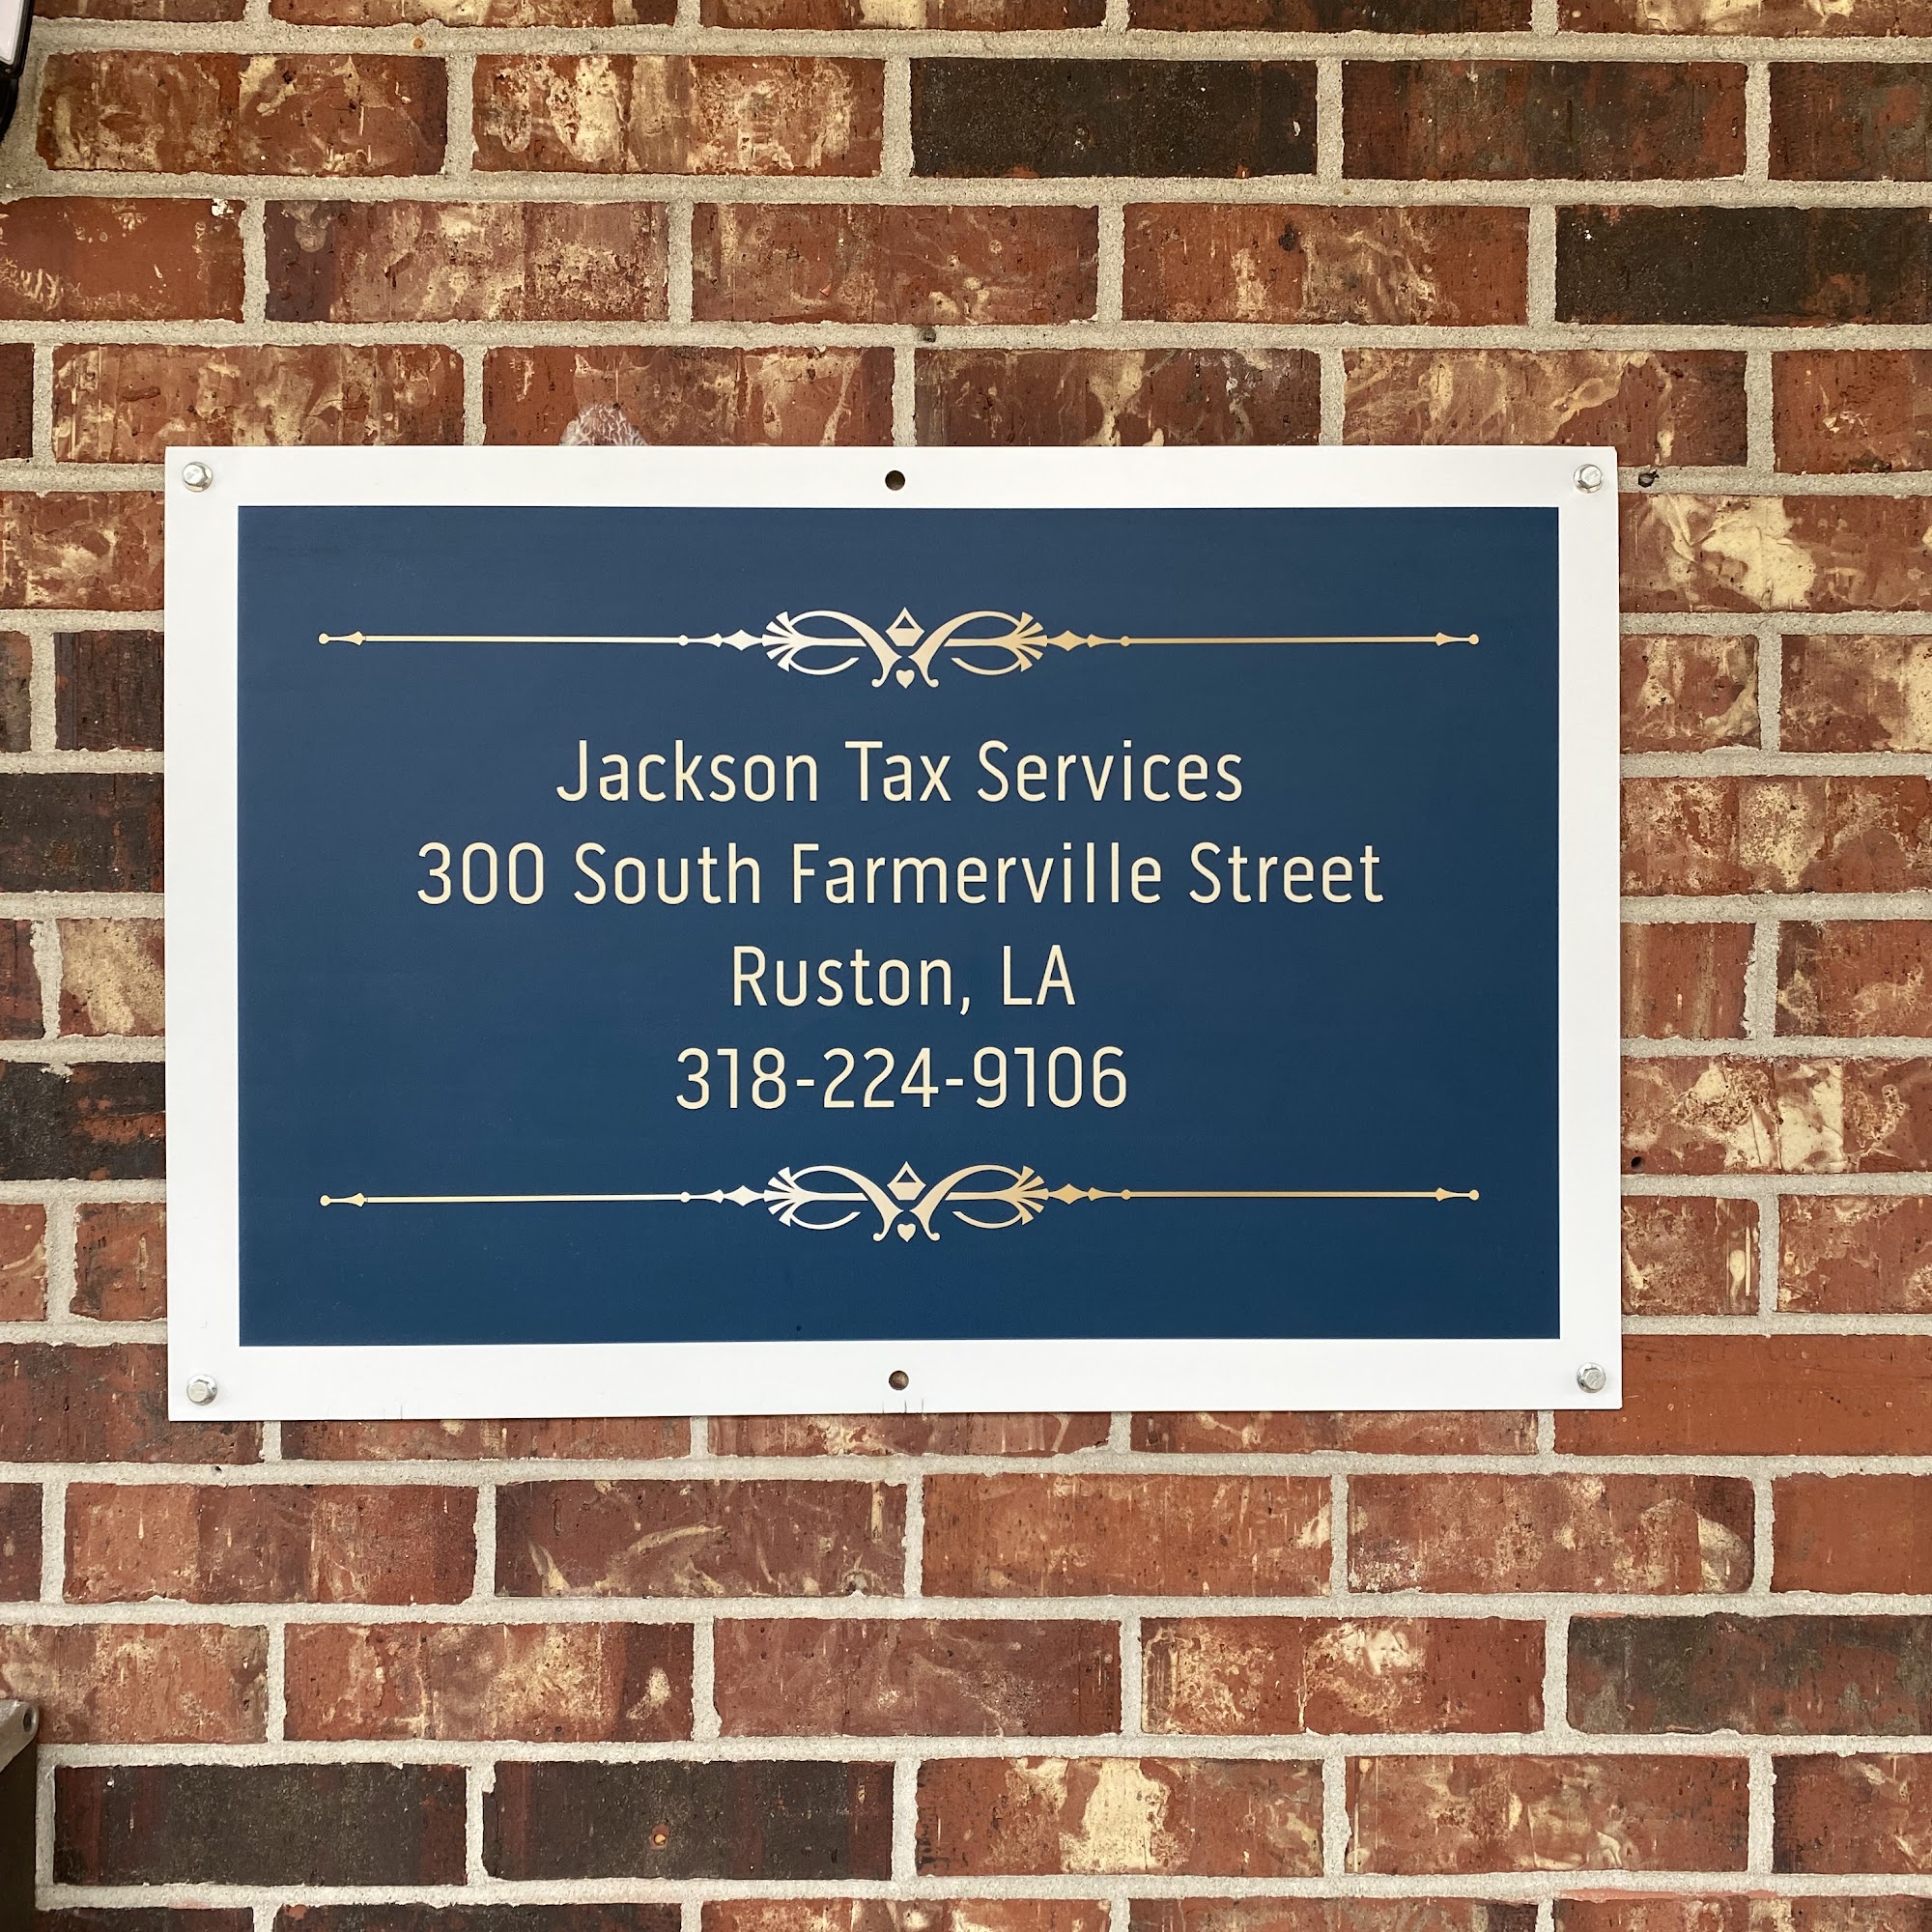 Jackson Tax Services
300 South Farmerville Street
Ruston, LA
318-224-9106